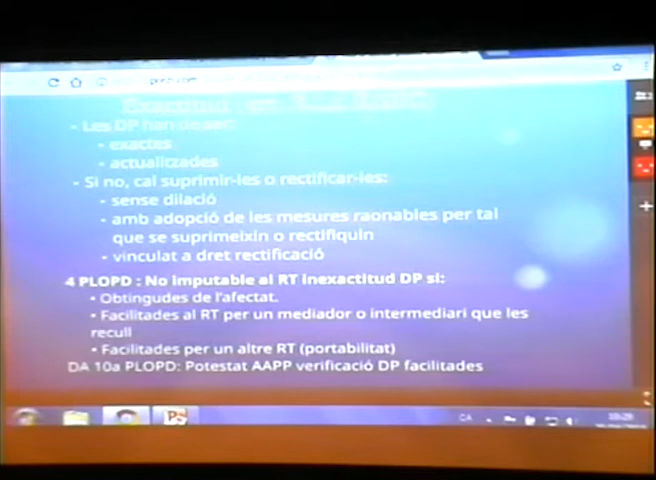 - Les DP han de ser:
- exactes
- actualitzades
- Si no, cal suprimir-les o rectificar-les:
- sense dilació
- amb adopció de les mesures raonables per tal
que se suprimeixin o rectifiquin
- vinculat a dret rectificació
4 PLOPD : No imputable al RT inexactitud DP si:
• Obtingudes de l'afectat.
• Facilitades al RT per un mediador o intermediari que les
recull
• Facilitades per un altre RT (portabilitat)
DA 10a PLOPD: Potestat AAPP verificació DP facilitades
CA